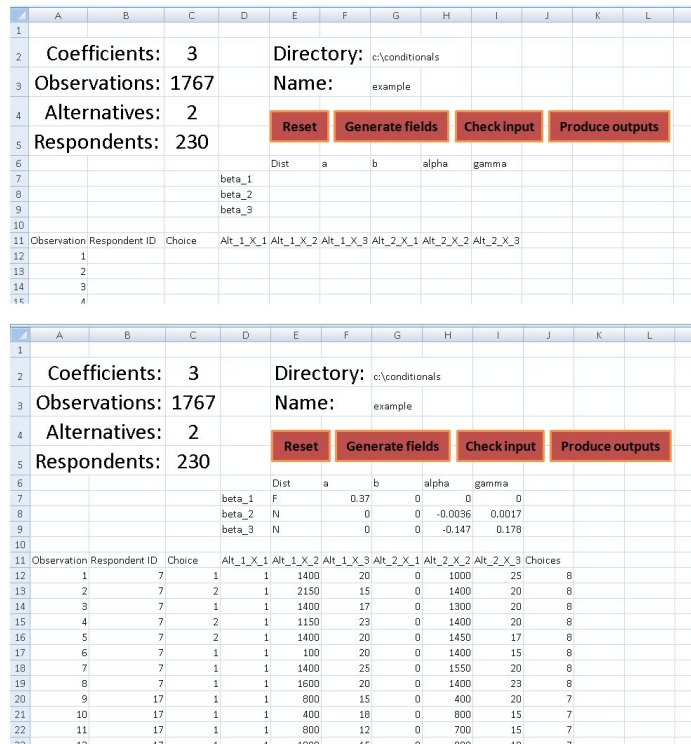 A B C D E F G H I J K L
1
2 Coefficients: 3 Directory: c:\conditionals
3 Observations: 1767 Name: example
4 Alternatives: 2
Reset Generate fields Check input Produce outputs
5 Respondents: 230
6 Dist a b alpha gamma
7 beta_1
8 beta_2
9 beta_3
10
11 Observation Respondent ID Choice Alt_1_X_1 Alt_1_X_2 Alt_1_X_3 Alt_2_X_1 Alt_2_X_2 Alt_2_X_3
12 1
13 2
14 3
15 4
A B C D E F G H I J K L
1
2 Coefficients: 3 Directory: c:\conditionals
3 Observations: 1767 Name: example
4 Alternatives: 2
Reset Generate fields Check input Produce outputs
5 Respondents: 230
6 Dist a b alpha gamma
7 beta_1 F 0.37 0 0 0
8 beta_2 N 0 0 -0.0036 0.0017
9 beta_3 N 0 0 -0.147 0.178
10
11 Observation Respondent ID Choice Alt_1_X_1 Alt_1_X_2 Alt_1_X_3 Alt_2_X_1 Alt_2_X_2 Alt_2_X_3 Choices
12 1 7 1 1 1400 20 0 1000 25 8
13 2 7 2 1 2150 15 0 1400 20 8
14 3 7 1 1 1400 17 0 1300 20 8
15 4 7 2 1 1150 23 0 1400 20 8
16 5 7 2 1 1400 20 0 1450 17 8
17 6 7 1 1 100 20 0 1400 15 8
18 7 7 1 1 1400 25 0 1550 20 8
19 8 7 1 1 1600 20 0 1400 23 8
20 9 17 1 1 800 15 0 400 20 7
21 10 17 1 1 400 18 0 800 15 7
22 11 17 1 1 800 12 0 700 15 7